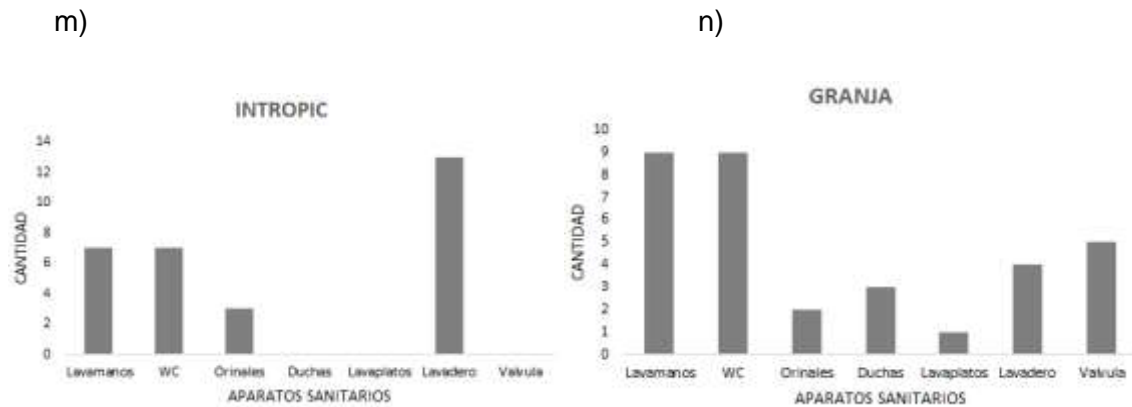 m)
n)
INTROPIC
CANTIDAD
14
12
10
8
6
4
2
0
Lavamanos WC Orinales Duchas Lavaplatos Lavadero Valvula
APARATOS SANITARIOS
GRANJA
CANTIDAD
10
9
8
7
6
5
4
3
2
1
0
Lavamanos WC Orinales Duchas Lavaplatos Lavadero Valvula
APARATOS SANITARIOS